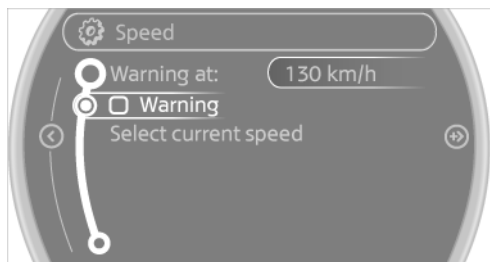 Speed
Warning at: 130 km/h
Warning
Select current speed